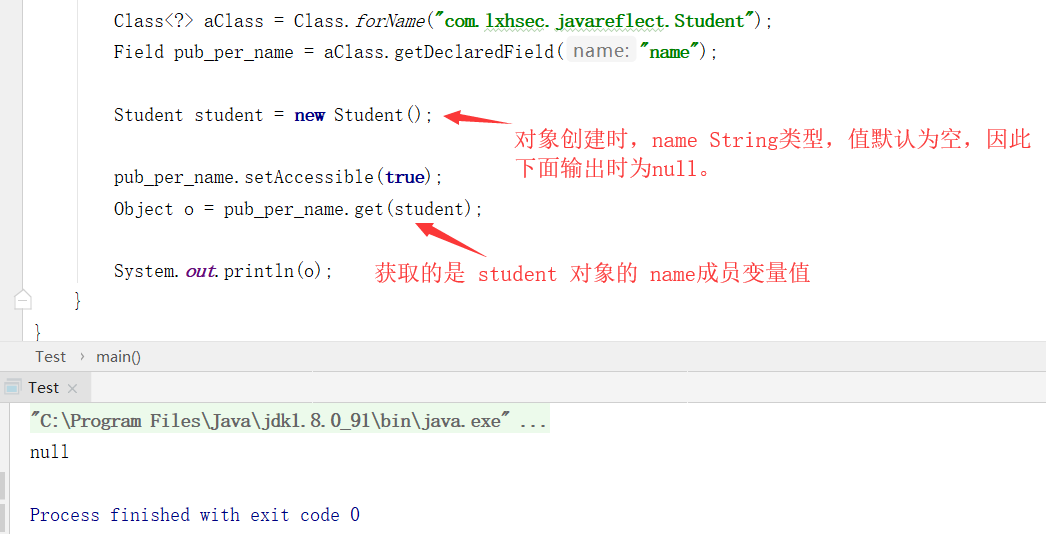 Class<?> aClass = Class.forName("com.lxhsec.javareflect.Student");
Field pub_per_name = aClass.getDeclaredField( name: "name");
Student student = new Student();
对象创建时，name String类型，值默认为空，因此
下面输出时为null。
pub_per_name.setAccessible(true);
Object o = pub_per_name.get(student);
System.out.println(o);
获取的是 student 对象的 name成员变量值
}
}
Test › main()
Test ×
"C:\Program Files\Java\jdk1.8.0_91\bin\java.exe" ...
null
Process finished with exit code 0